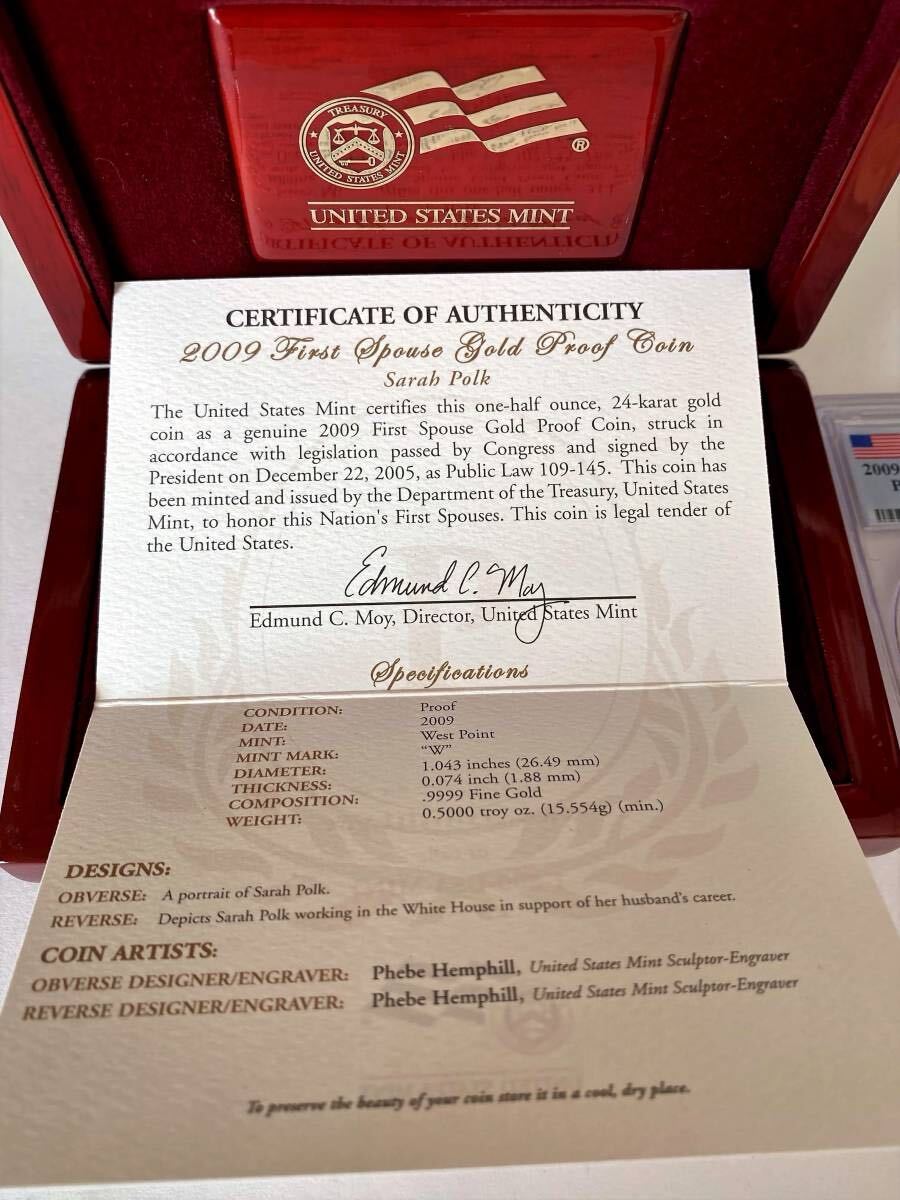 TREASURY
UNITED STATES MINT
®
UNITED STATES MINT
CERTIFICATE OF AUTHENTICITY
2009 First Spouse Gold Proof Coin
Sarah Polk
The United States Mint certifies this one-half ounce, 24-karat gold
coin as a genuine 2009 First Spouse Gold Proof Coin, struck in
accordance with legislation passed by Congress and signed by the
President on December 22, 2005, as Public Law 109-145. This coin has
been minted and issued by the Department of the Treasury, United States
Mint, to honor this Nation's First Spouses. This coin is legal tender of
the United States.
Edmund C. Moy
Edmund C. Moy, Director, United States Mint
Specifications
CONDITION: Proof
DATE: 2009
MINT: West Point
MINT MARK: "W"
DIAMETER: 1.043 inches (26.49 mm)
THICKNESS: 0.074 inch (1.88 mm)
COMPOSITION: .9999 Fine Gold
WEIGHT: 0.5000 troy oz. (15.554g) (min.)
DESIGNS:
OBVERSE: A portrait of Sarah Polk.
REVERSE: Depicts Sarah Polk working in the White House in support of her husband's career.
COIN ARTISTS:
OBVERSE DESIGNER/ENGRAVER: Phebe Hemphill, United States Mint Sculptor-Engraver
REVERSE DESIGNER/ENGRAVER: Phebe Hemphill, United States Mint Sculptor-Engraver
To preserve the beauty of your coin store it in a cool, dry place.
2009
P